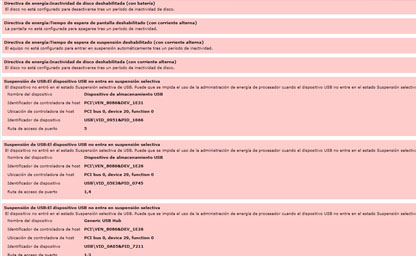 Directiva de energía:Inactividad de disco deshabilitada (con batería)
El disco no está configurado para desactivarse tras un período de inactividad de disco.
Directiva de energía:Tiempo de espera de pantalla deshabilitado (con corriente alterna)
La pantalla no está configurada para apagarse tras un período de inactividad.
Directiva de energía:Tiempo de espera de suspensión deshabilitado (con corriente alterna)
El equipo no está configurado para entrar en suspensión automáticamente tras un período de inactividad.
Directiva de energía:Inactividad de disco deshabilitada (con corriente alterna)
El disco no está configurado para desactivarse tras un período de inactividad de disco.
Suspensión de USB:El dispositivo USB no entra en suspensión selectiva
El dispositivo no entró en el estado Suspensión selectiva de USB. Puede que se impida el uso de la administración de energía de procesador cuando el dispositivo USB no entre en el estado Suspensión selectiv
Nombre del dispositivo Dispositivo de almacenamiento USB
Identificador de controladora de host PCI\VEN_8086&DEV_1E31
Ubicación de controladora de host PCI bus 0, device 20, function 0
Identificador de dispositivo USB\VID_0951&PID_1666
Ruta de acceso de puerto 5
Suspensión de USB:El dispositivo USB no entra en suspensión selectiva
El dispositivo no entró en el estado Suspensión selectiva de USB. Puede que se impida el uso de la administración de energía de procesador cuando el dispositivo USB no entre en el estado Suspensión selectiv
Nombre del dispositivo Dispositivo de almacenamiento USB
Identificador de controladora de host PCI\VEN_8086&DEV_1E26
Ubicación de controladora de host PCI bus 0, device 29, function 0
Identificador de dispositivo
Ruta de acceso de puerto 1,4
Suspensión de USB:El dispositivo USB no entra en suspensión selectiva
El dispositivo no entró en el estado Suspensión selectiva de USB. Puede que se impida el uso de la administración de energía de procesador cuando el dispositivo USB no entre en el estado Suspensión selectiv
Nombre del dispositivo Generic USB Hub
Identificador de controladora de host PCI\VEN_8086&DEV_1E26
Ubicación de controladora de host PCI bus 0, device 29, function 0
Identificador de dispositivo
Ruta de acceso de puerto